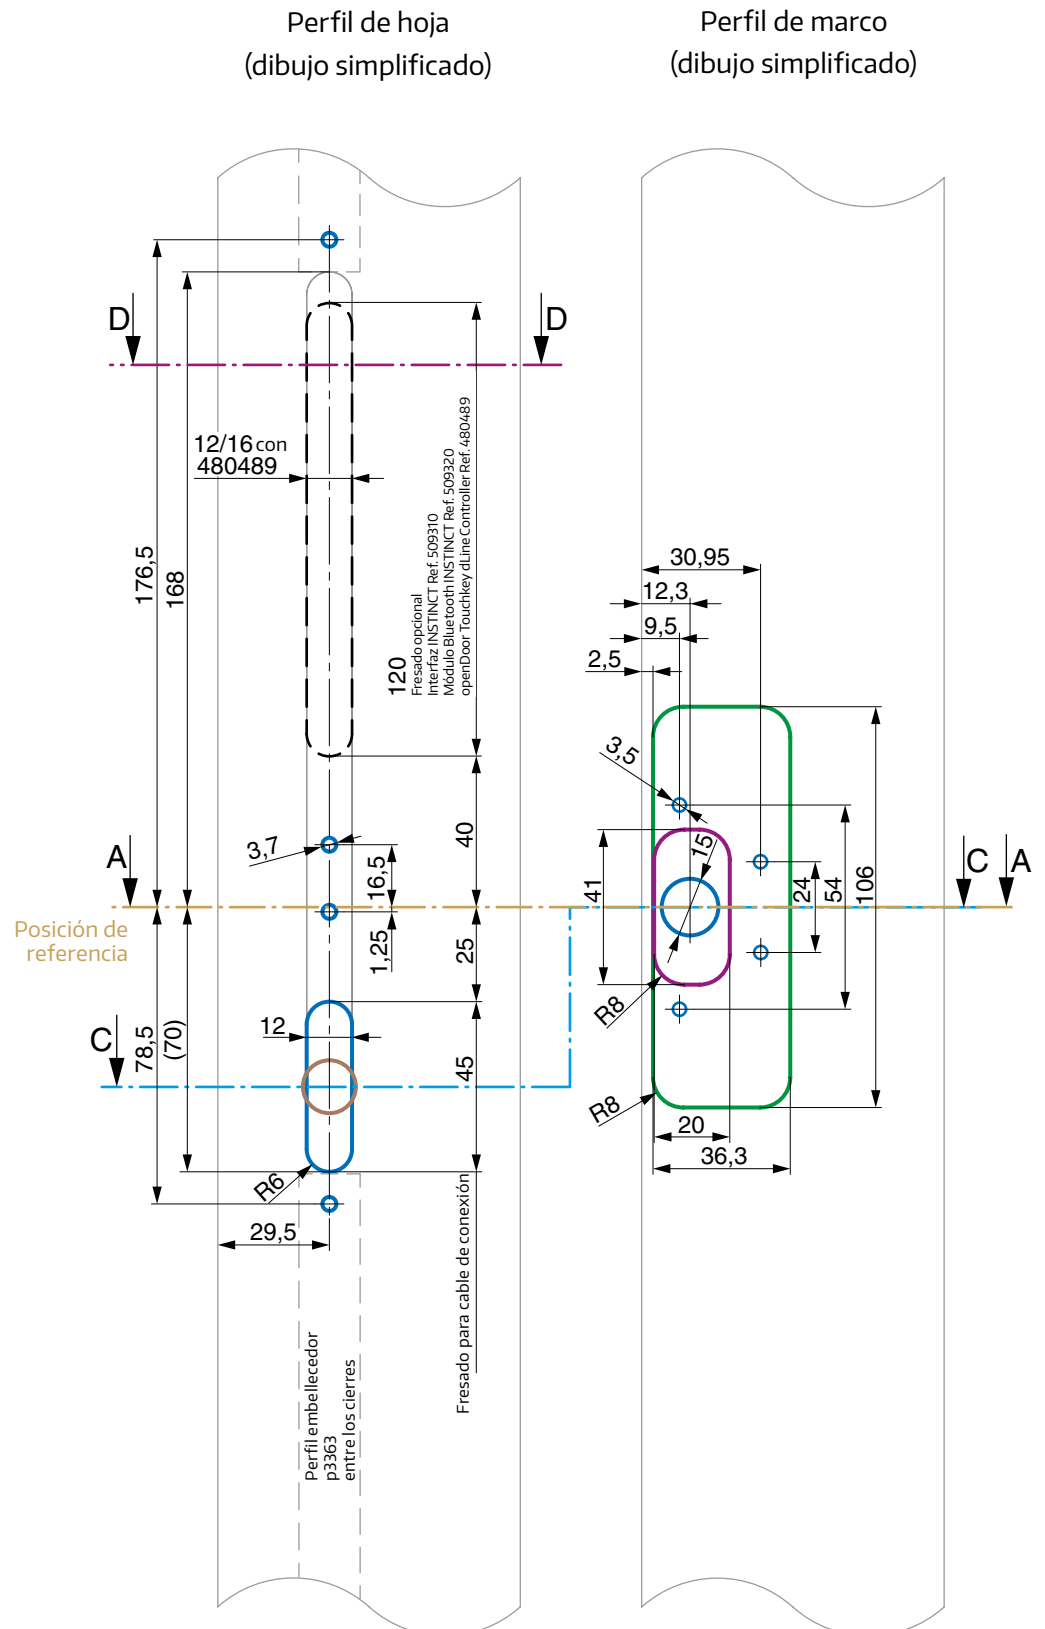 Perfil de hoja
(dibujo simplificado)
Perfil de marco
(dibujo simplificado)
D
D
12/16 con
480489
176,5
168
120
Fresado opcional
Interfaz INSTINCT Ref. 509310
Módulo Bluetooth INSTINCT Ref. 509320
openDoor Touchkey dLineController Ref. 480489
30,95
12,3
9,5
2,5
3,5
3,7
40
16,5
15
41
24
54
106
A
C
A
Posición de
referencia
1,25
25
C
78,5
(70)
12
45
R8
R8
20
36,3
R6
29,5
Fresado para cable de conexión
Perfil embellecedor
p3363
entre los cierres